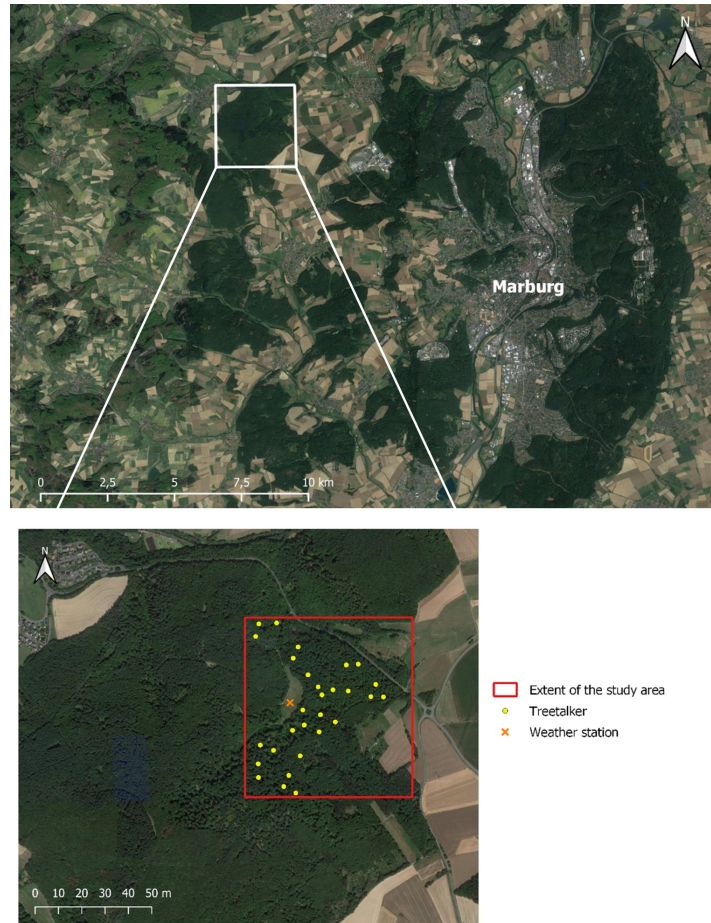 N
Marburg
0 2,5 5 7,5 10 km
N
Extent of the study area
Treetalker
Weather station
0 10 20 30 40 50 m